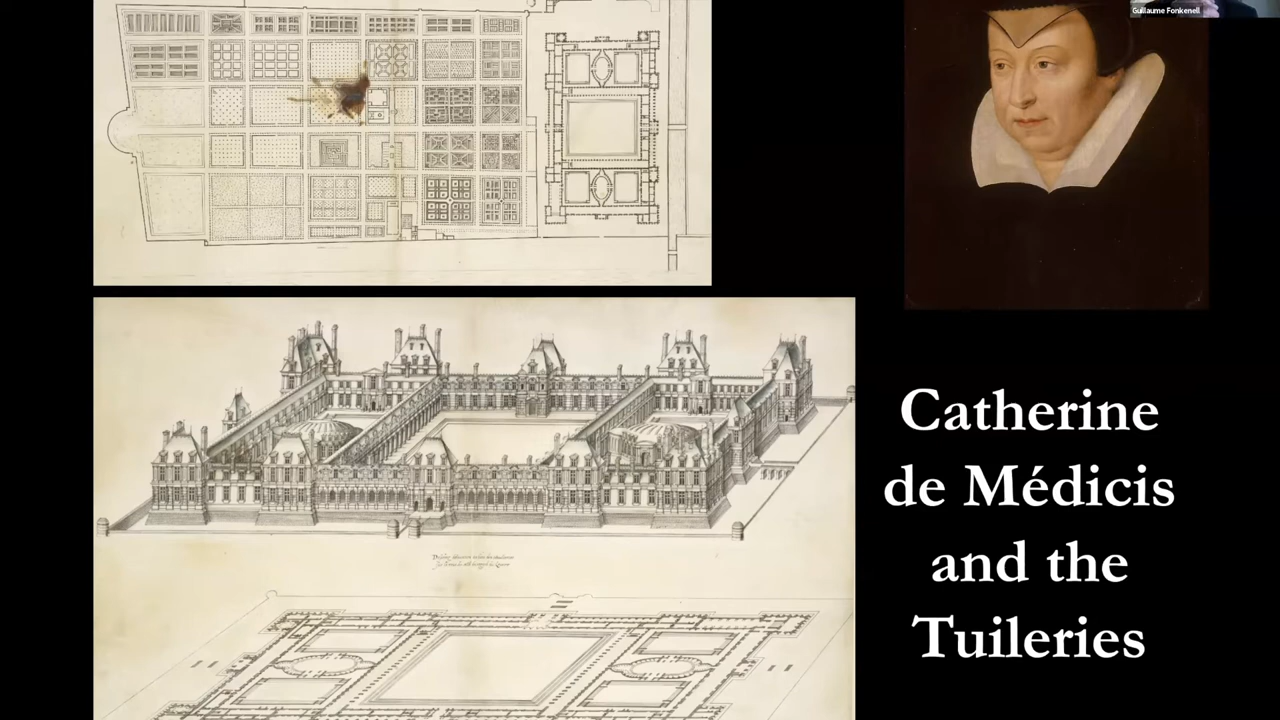 Guillaume Fonkenell
Catherine
de Médicis
and the
Tuileries